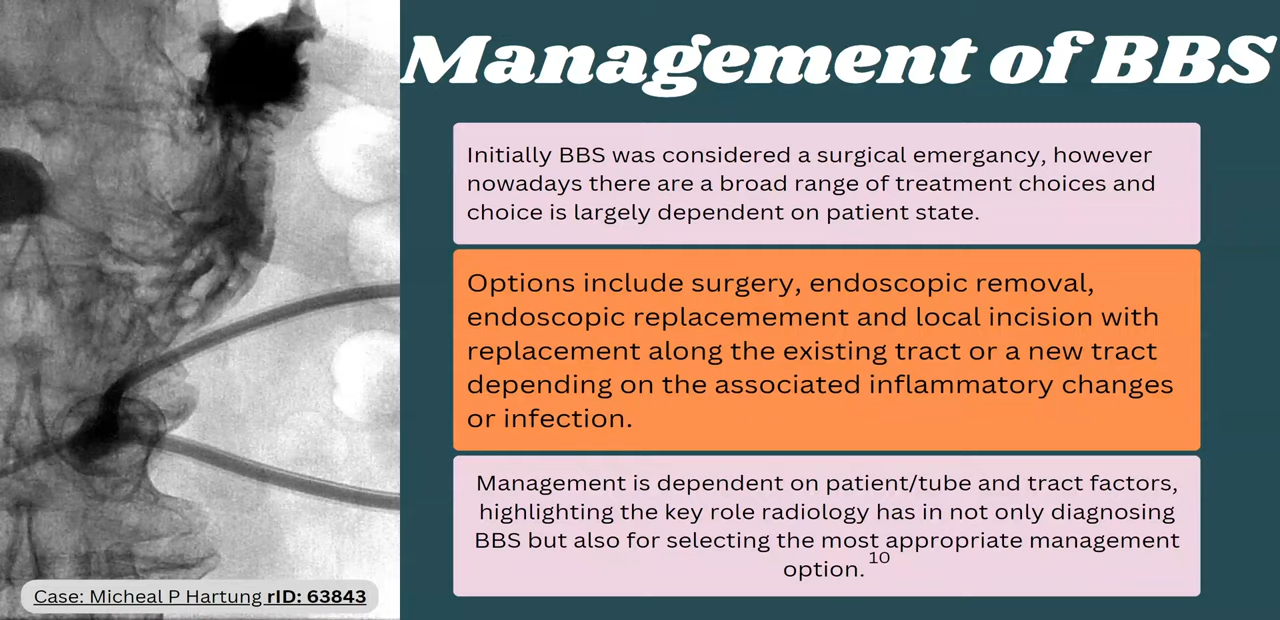 Management of BBS
Initially BBS was considered a surgical emergancy, however
nowadays there are a broad range of treatment choices and
choice is largely dependent on patient state.
Options include surgery, endoscopic removal,
endoscopic replacemement and local incision with
replacement along the existing tract or a new tract
depending on the associated inflammatory changes
or infection.
Management is dependent on patient/tube and tract factors,
highlighting the key role radiology has in not only diagnosing
BBS but also for selecting the most appropriate management
option.10
Case: Micheal P Hartung rID: 63843